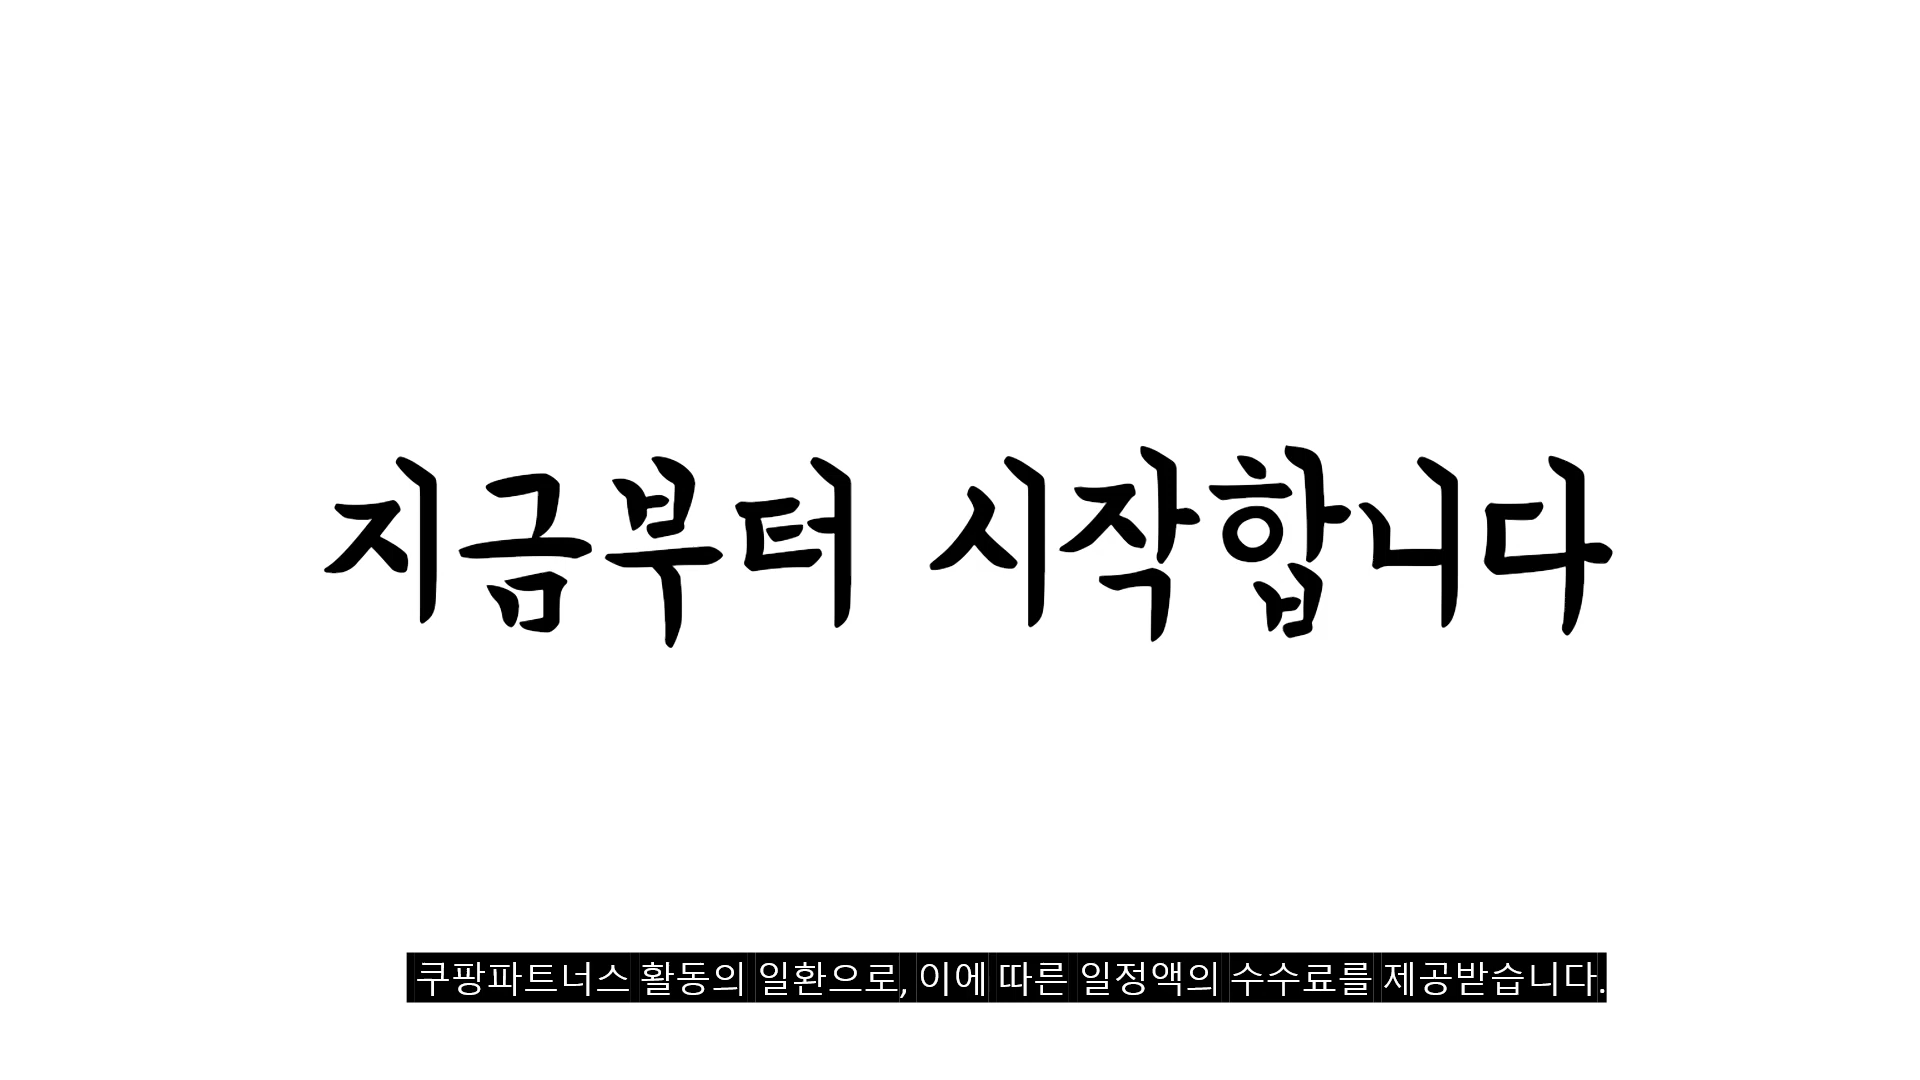 지금부터 시작합니다
쿠팡파트너스 활동의 일환으로, 이에 따른 일정액의 수수료를 제공받습니다.